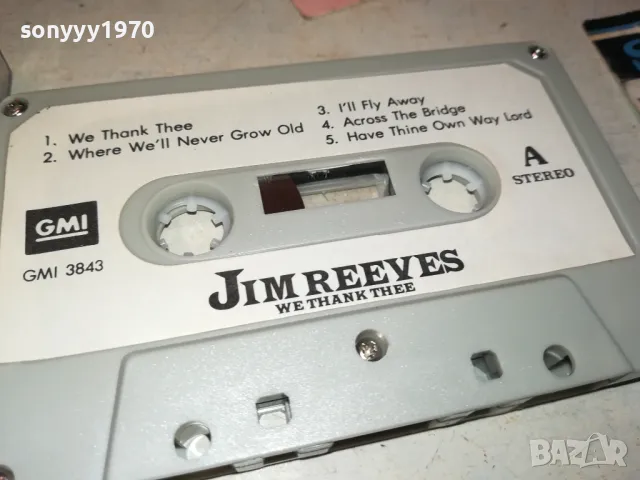 sonyyy1970
1. We Thank Thee
2. Where We'll Never Grow Old
3. I'll Fly Away
4. Across The Bridge
5. Have Thine Own Way Lord
A
STEREO
GMI
GMI 3843
JIM REEVES
WE THANK THEE
BAZAR